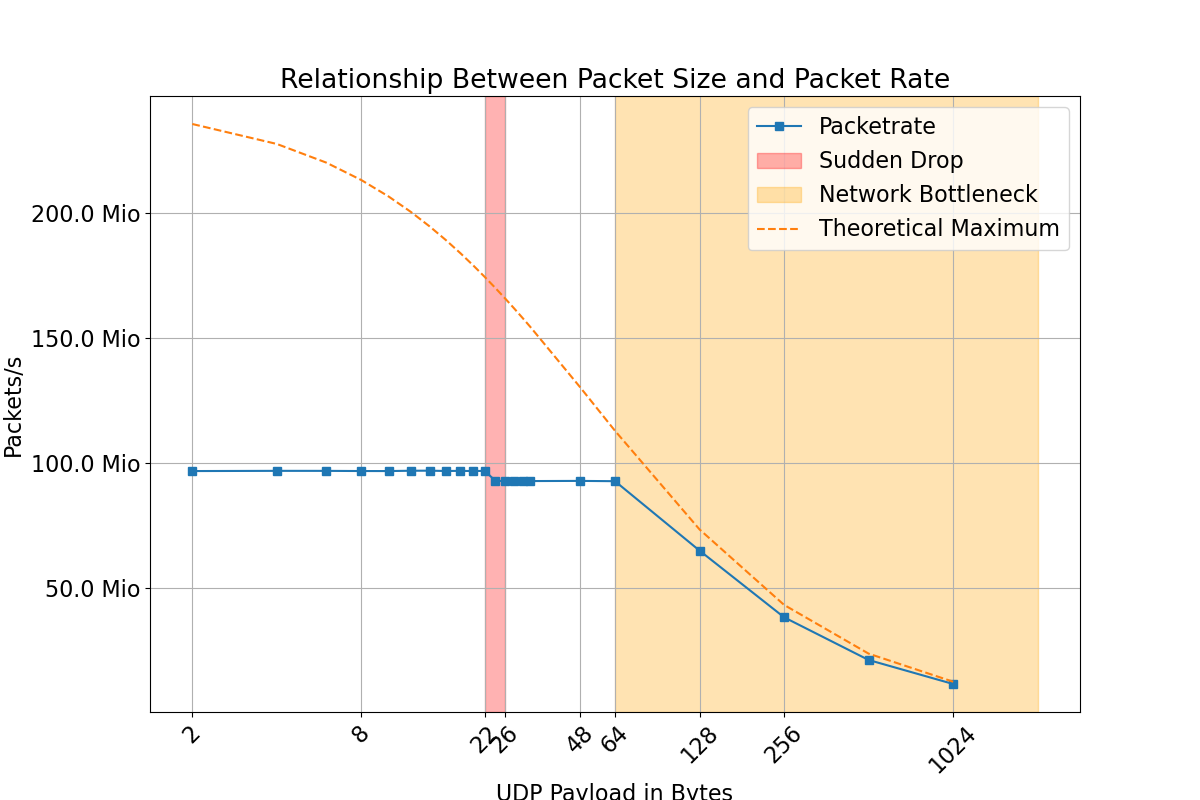 Relationship Between Packet Size and Packet Rate
Packetrate
Sudden Drop
Network Bottleneck
Theoretical Maximum
200.0 Mio
150.0 Mio
100.0 Mio
50.0 Mio
Packets/s
2
8
22
26
48
64
128
256
1024
UDP Payload in Bytes